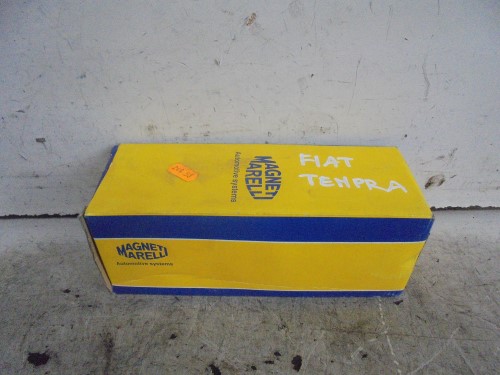 FIAT
TEMPRA
MAGNETI
MARELLI
Automotive systems
MAGNETI
MARELLI
Automotive systems